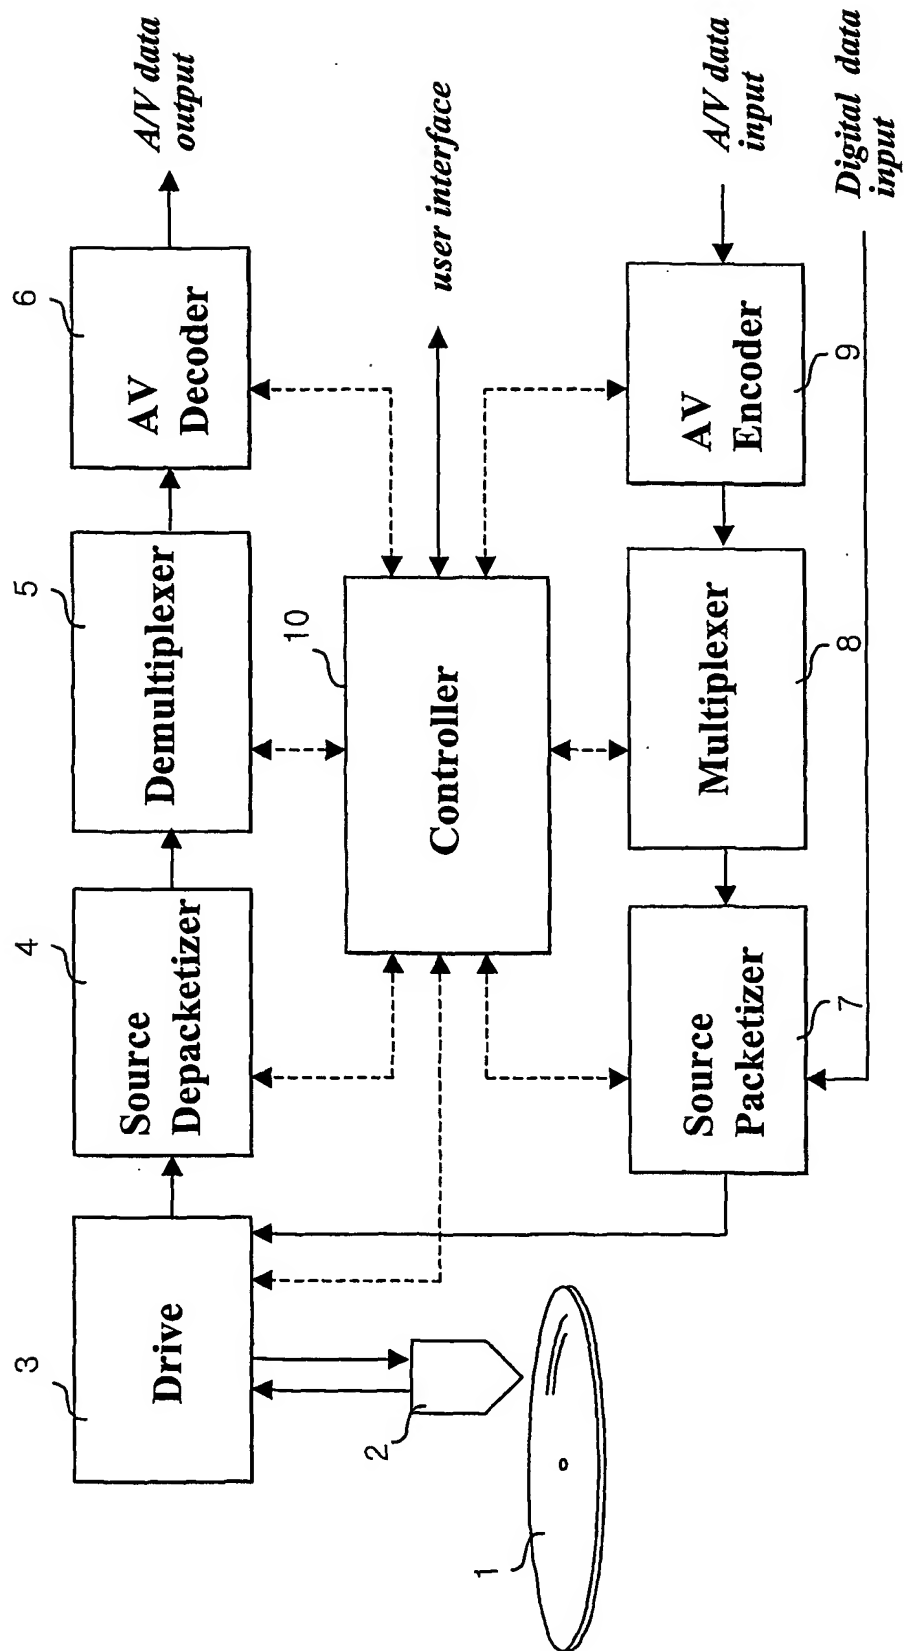 3
Drive
4
Source
Depacketizer
5
Demultiplexer
6
AV
Decoder
A/V data
output
2
1
10
Controller
user interface
Source
Packetizer
7
Multiplexer
8
AV
Encoder
9
A/V data
input
Digital data
input